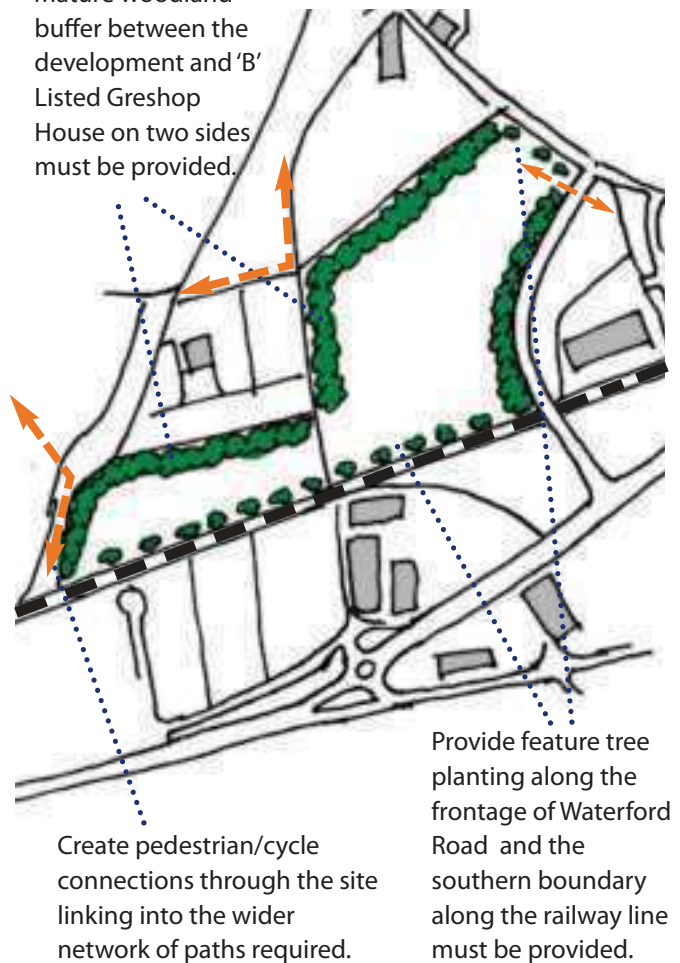 mature woodland
buffer between the
development and ‘B’
Listed Greshop
House on two sides
must be provided.
Provide feature tree
planting along the
frontage of Waterford
Road and the
southern boundary
along the railway line
must be provided.
Create pedestrian/cycle
connections through the site
linking into the wider
network of paths required.